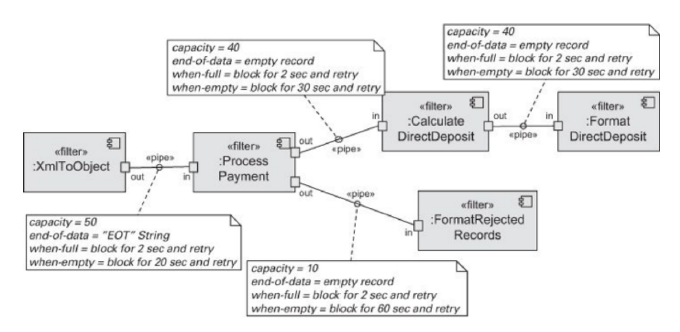 capacity = 40
end-of-data = empty record
when-full = block for 2 sec and retry
when-empty = block for 30 sec and retry
capacity = 40
end-of-data = empty record
when-full = block for 2 sec and retry
when-empty = block for 30 sec and retry
«filter»
:XmlToObject
out
«pipe»
in
«filter»
:Process
Payment
out
out
«pipe»
in
«filter»
:Calculate
DirectDeposit
out
«pipe»
in
«filter»
:Format
DirectDeposit
«pipe»
in
«filter»
:FormatRejected
Records
capacity = 50
end-of-data = "EOT" String
when-full = block for 2 sec and retry
when-empty = block for 20 sec and retry
capacity = 10
end-of-data = empty record
when-full = block for 2 sec and retry
when-empty = block for 60 sec and retry